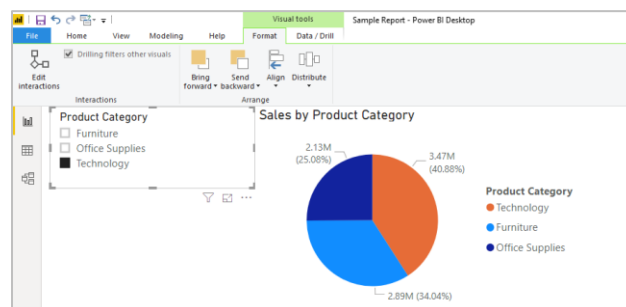 Visual tools
Sample Report - Power BI Desktop
File Home View Modeling Help Format Data / Drill
Drilling filters other visuals
Edit interactions
Bring forward
Send backward
Align
Distribute
Interactions
Arrange
Product Category
Furniture
Office Supplies
Technology
Sales by Product Category
2.13M
(25.08%)
3.47M
(40.88%)
2.89M (34.04%)
Product Category
Technology
Furniture
Office Supplies